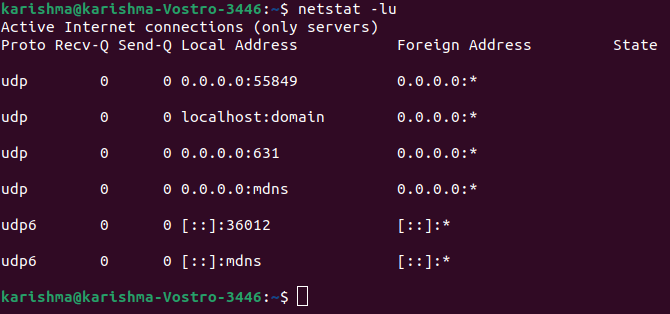 karishma@karishma-Vostro-3446:~$ netstat -lu
Active Internet connections (only servers)
Proto Recv-Q Send-Q Local Address           Foreign Address         State
udp        0      0 0.0.0.0:55849           0.0.0.0:*
udp        0      0 localhost:domain        0.0.0.0:*
udp        0      0 0.0.0.0:631             0.0.0.0:*
udp        0      0 0.0.0.0:mdns            0.0.0.0:*
udp6       0      0 [::]:36012              [::]:*
udp6       0      0 [::]:mdns               [::]:*
karishma@karishma-Vostro-3446:~$